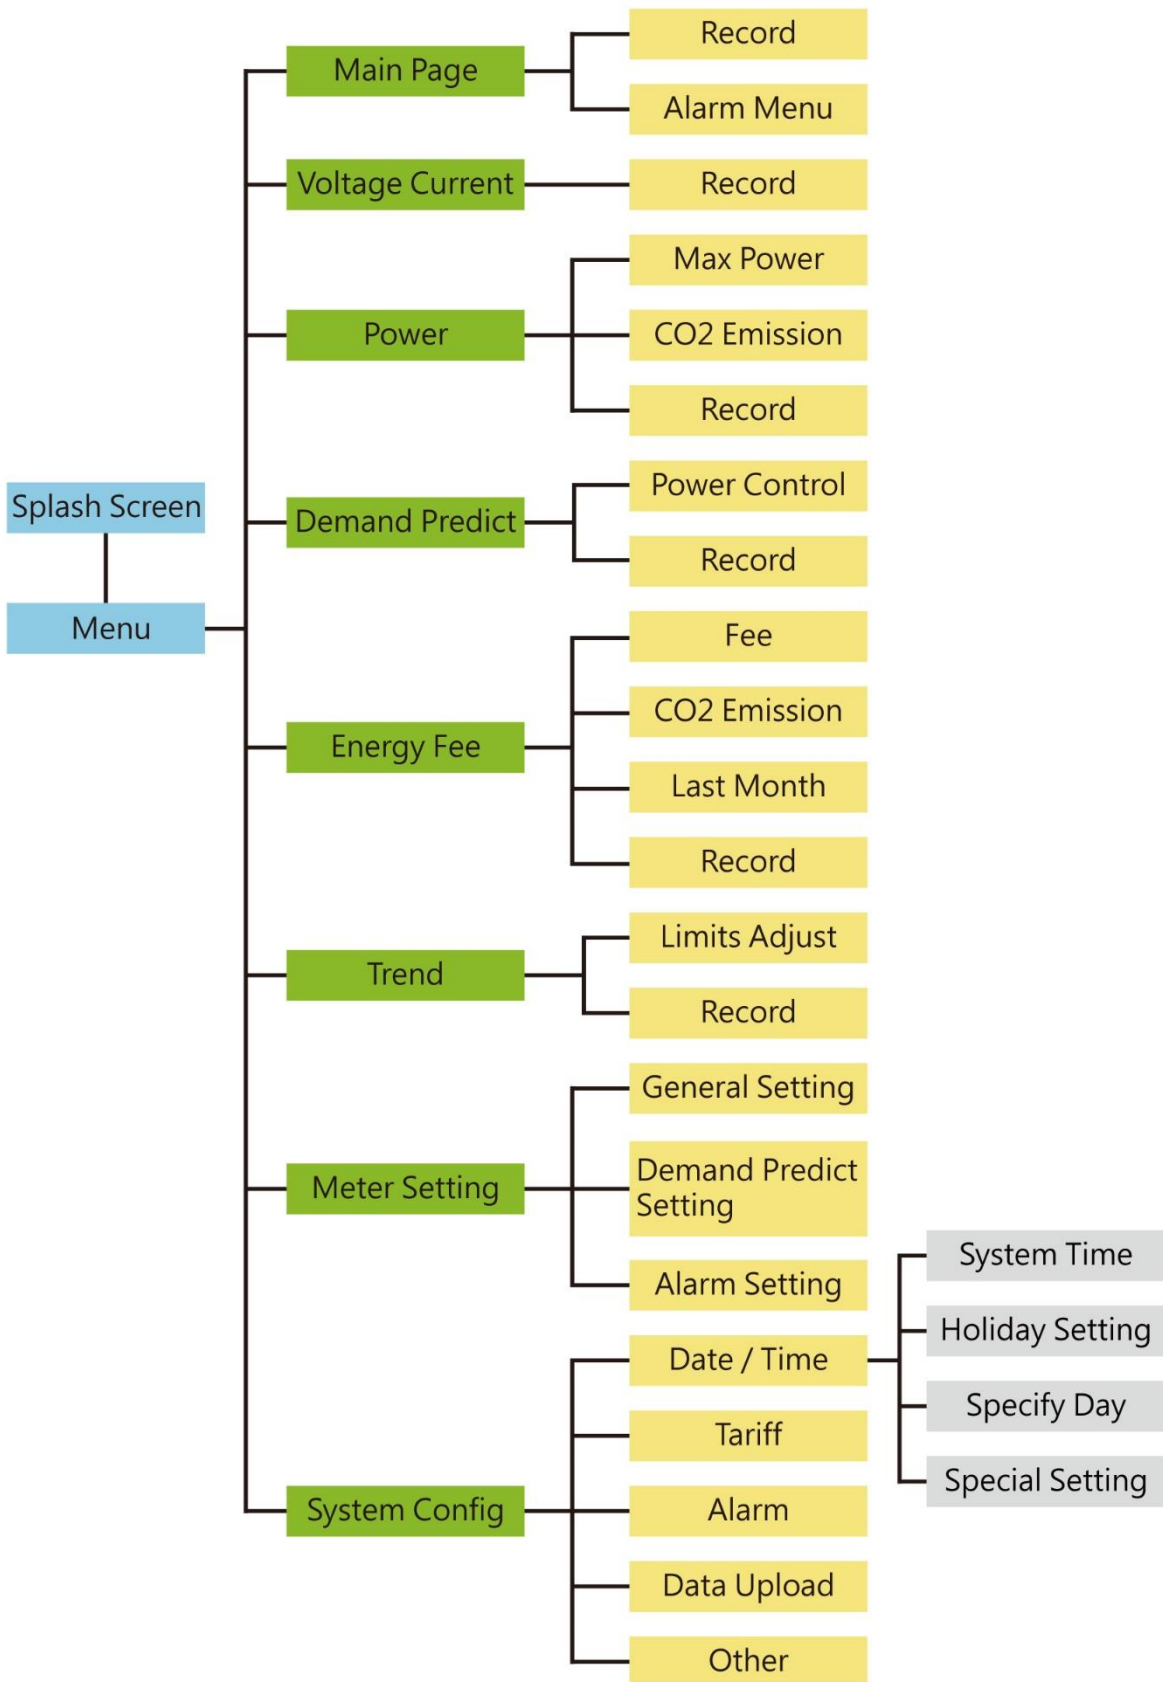 Splash Screen
Menu
Main Page
Record
Alarm Menu
Voltage Current
Record
Power
Max Power
CO2 Emission
Record
Demand Predict
Power Control
Record
Energy Fee
Fee
CO2 Emission
Last Month
Record
Trend
Limits Adjust
Record
Meter Setting
General Setting
Demand Predict
Setting
Alarm Setting
System Config
Date / Time
System Time
Holiday Setting
Specify Day
Special Setting
Tariff
Alarm
Data Upload
Other